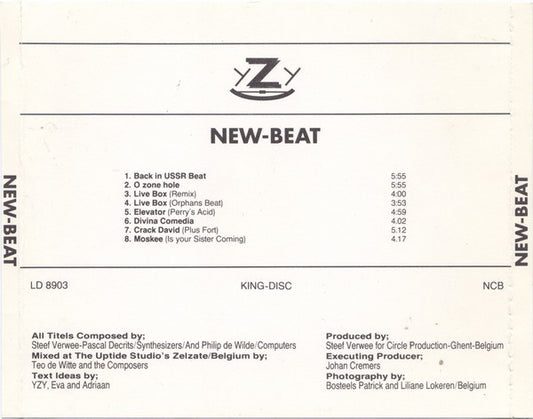 YZY
NEW-BEAT
1. Back in USSR Beat 5:55
2. O zone hole 5:55
3. Live Box (Remix) 4:00
4. Live Box (Orphans Beat) 3:53
5. Elevator (Perry's Acid) 4:59
6. Divina Comedia 4.02
7. Crack David (Plus Fort) 5.12
8. Moskee (Is your Sister Coming) 4.17
NEW-BEAT
NEW-BEAT
LD 8903 KING-DISC NCB
All Titels Composed by;
Steef Verwee-Pascal Decrits/Synthesizers/And Philip de Wilde/Computers
Mixed at The Uptide Studio's Zelzate/Belgium by;
Teo de Witte and the Composers
Text Ideas by;
YZY, Eva and Adriaan
Produced by;
Steef Verwee for Circle Production-Ghent-Belgium
Executing Producer;
Johan Cremers
Photography by;
Bosteels Patrick and Liliane Lokeren/Belgium